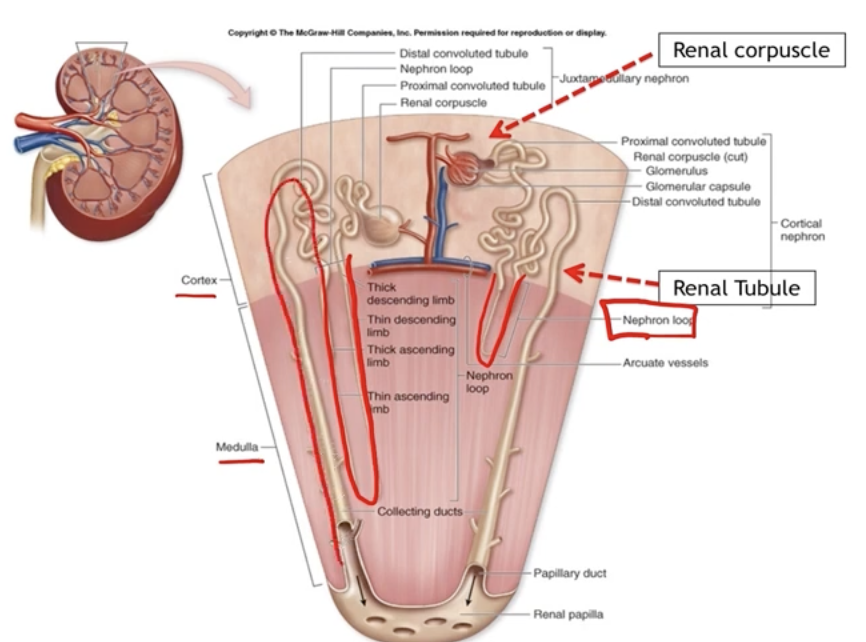 Copyright © The McGraw-Hill Companies, Inc. Permission required for reproduction or display.
Renal corpuscle
Distal convoluted tubule
Nephron loop
Proximal convoluted tubule
Renal corpuscle
Juxtamedullary nephron
Proximal convoluted tubule
Renal corpuscle (cut)
Glomerulus
Glomerular capsule
Distal convoluted tubule
Cortical
nephron
Cortex
Renal Tubule
Thick
descending limb
Thin descending
limb
Thick ascending
limb
Thin ascending
limb
Nephron loop
Arcuate vessels
Nephron
loop
Medulla
Collecting ducts
Papillary duct
Renal papilla